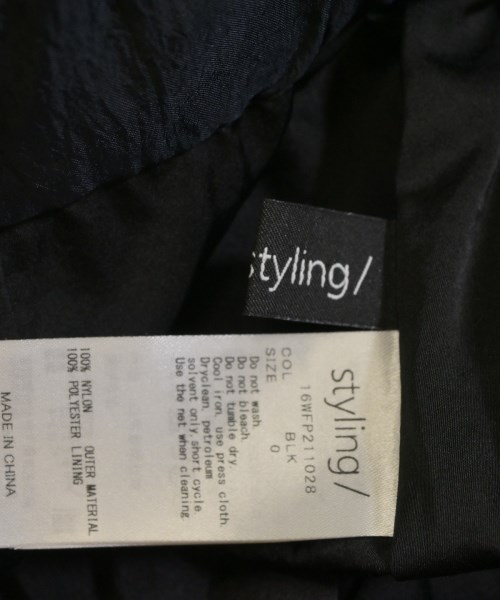 styling/
styling/
16WFP211028
COL BLK
SIZE 0
Do not wash.
Do not bleach.
Do not tumble dry.
Cool iron, use press cloth.
Dryclean, petroleum
solvent only, short cycle
Use the net when cleaning
100% NYLON OUTER MATERIAL
100% POLYESTER LINING
MADE IN CHINA